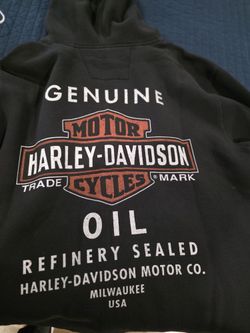 GENUINE
MOTOR
HARLEY-DAVIDSON
CYCLES
TRADE MARK
OIL
REFINERY SEALED
HARLEY-DAVIDSON MOTOR CO.
MILWAUKEE
USA